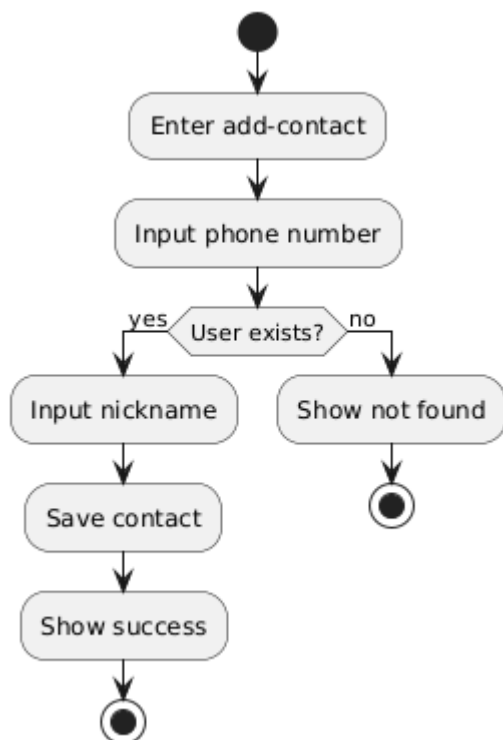 Enter add-contact
Input phone number
yes
User exists?
no
Input nickname
Show not found
Save contact
Show success